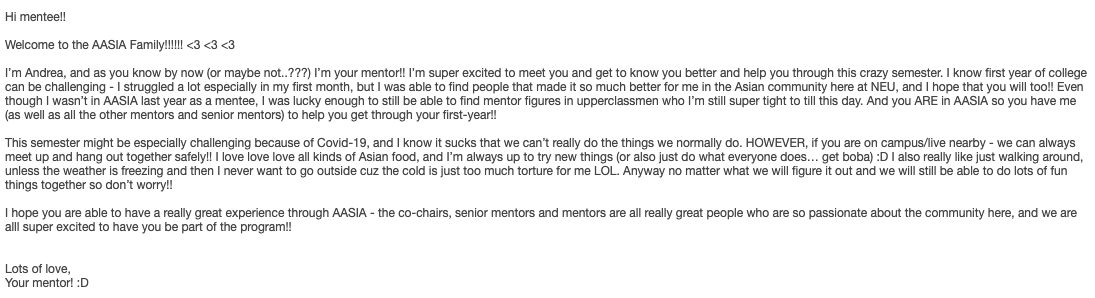 Hi mentee!!
Welcome to the AASIA Family!!!!!! <3 <3 <3
I'm Andrea, and as you know by now (or maybe not..???) I'm your mentor!! I'm super excited to meet you and get to know you better and help you through this crazy semester. I know first year of college
can be challenging - I struggled a lot especially in my first month, but I was able to find people that made it so much better for me in the Asian community here at NEU, and I hope that you will too!! Even
though I wasn't in AASIA last year as a mentee, I was lucky enough to still be able to find mentor figures in upperclassmen who I'm still super tight to till this day. And you ARE in AASIA so you have me
(as well as all the other mentors and senior mentors) to help you get through your first-year!!
This semester might be especially challenging because of Covid-19, and I know it sucks that we can't really do the things we normally do. HOWEVER, if you are on campus/live nearby - we can always
meet up and hang out together safely!! I love love love all kinds of Asian food, and I'm always up to try new things (or also just do what everyone does… get boba) :D I also really like just walking around,
unless the weather is freezing and then I never want to go outside cuz the cold is just too much torture for me LOL. Anyway no matter what we will figure it out and we will still be able to do lots of fun
things together so don't worry!!
I hope you are able to have a really great experience through AASIA - the co-chairs, senior mentors and mentors are all really great people who are so passionate about the community here, and we are
alll super excited to have you be part of the program!!
Lots of love,
Your mentor! :D